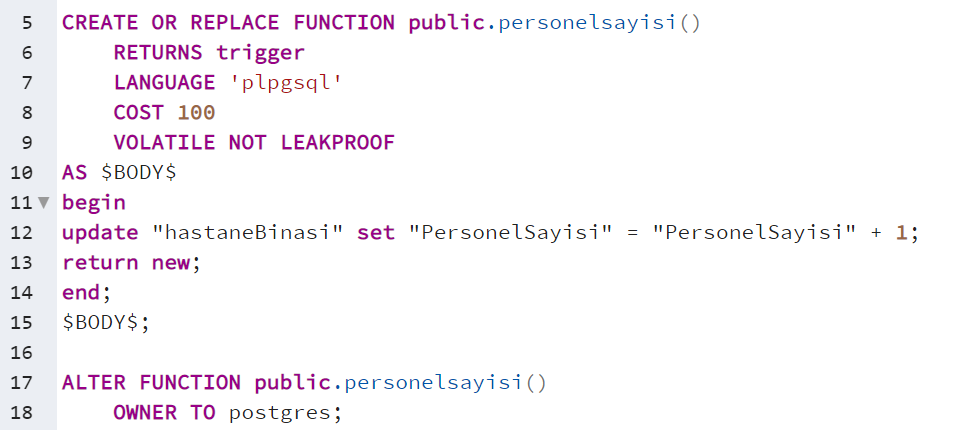 5 CREATE OR REPLACE FUNCTION public.personelsayisi()
6     RETURNS trigger
7     LANGUAGE 'plpgsql'
8     COST 100
9     VOLATILE NOT LEAKPROOF
10 AS $BODY$
11 begin
12 update "hastaneBinasi" set "PersonelSayisi" = "PersonelSayisi" + 1;
13 return new;
14 end;
15 $BODY$;
16
17 ALTER FUNCTION public.personelsayisi()
18     OWNER TO postgres;